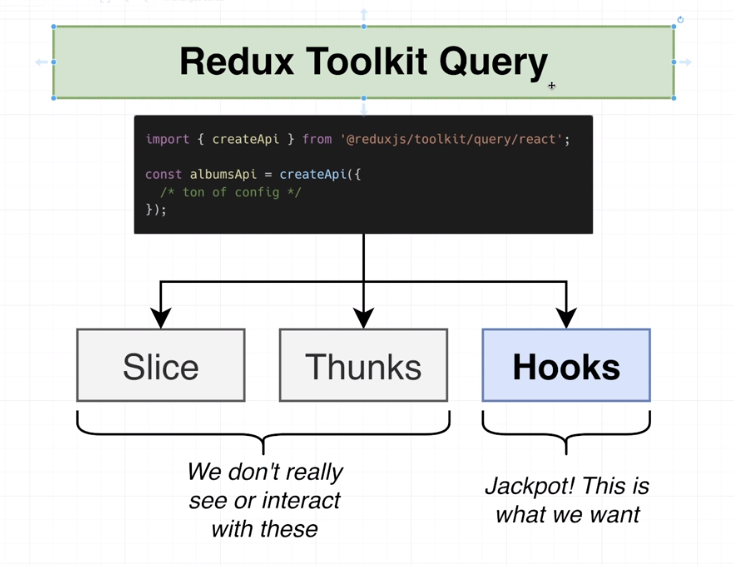 Redux Toolkit Query
import { createApi } from '@reduxjs/toolkit/query/react';
const albumsApi = createApi({
/* ton of config */
});
Slice
Thunks
Hooks
We don't really
see or interact
with these
Jackpot! This is
what we want